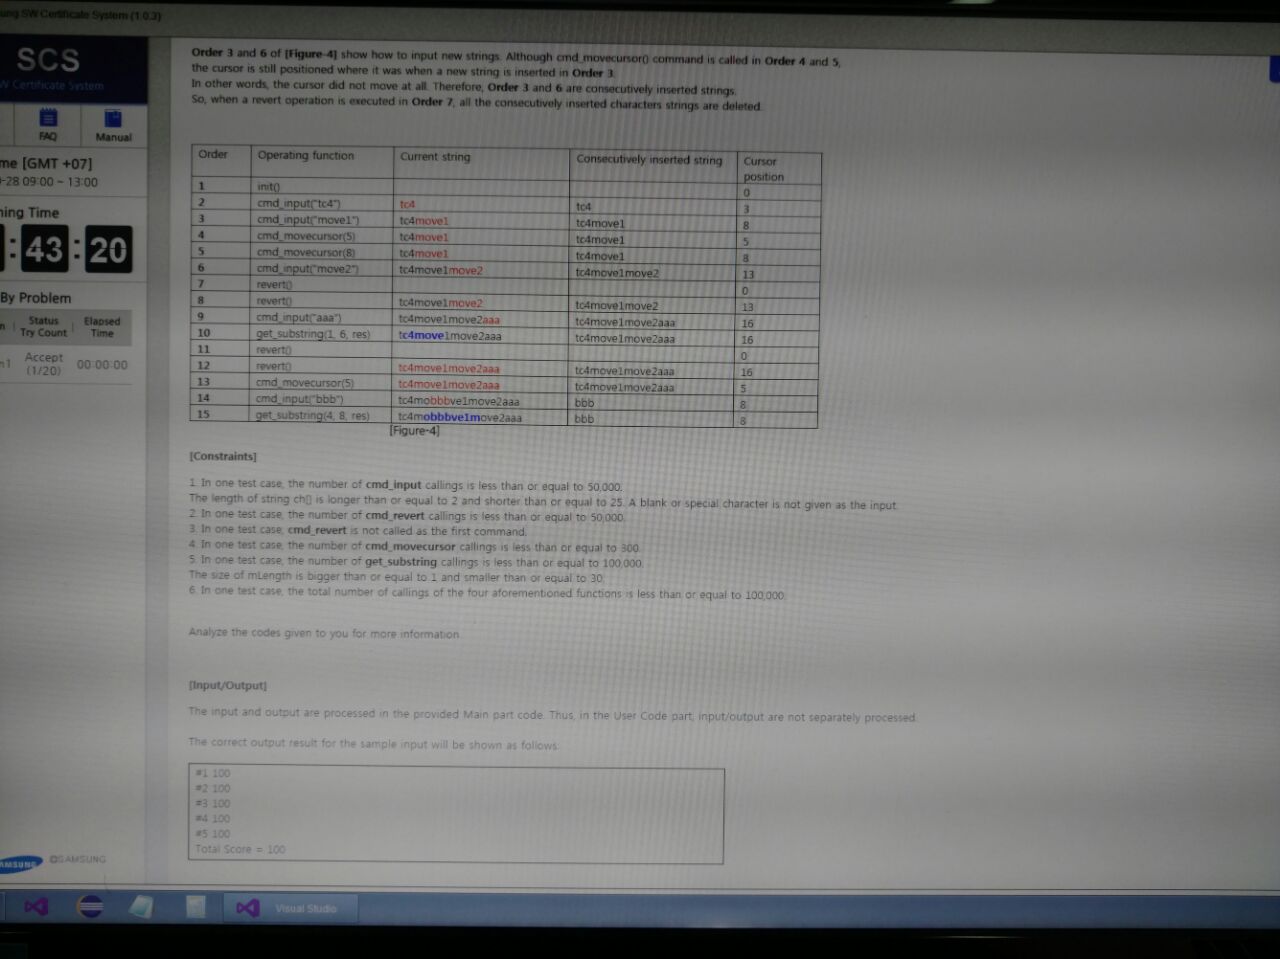 ung SW Certificate System (1.0.3)
SCS
W Certificate System
FAQ Manual
me [GMT +07]
-28 09:00 ~ 13:00
ning Time
: 43 : 20
By Problem
n Status Try Count Elapsed Time
n1 Accept (1/20) 00:00:00
Order 3 and 6 of [Figure-4] show how to input new strings. Although cmd_movecursor() command is called in Order 4 and 5,
the cursor is still positioned where it was when a new string is inserted in Order 3.
In other words, the cursor did not move at all. Therefore, Order 3 and 6 are consecutively inserted strings.
So, when a revert operation is executed in Order 7, all the consecutively inserted characters strings are deleted.
Order Operating function Current string Consecutively inserted string Cursor position
1 init() 0
2 cmd_input("tc4") tc4 tc4 3
3 cmd_input("move1") tc4move1 tc4move1 8
4 cmd_movecursor(5) tc4move1 tc4move1 5
5 cmd_movecursor(8) tc4move1 tc4move1 8
6 cmd_input("move2") tc4move1move2 tc4move1move2 13
7 revert() 0
8 revert() tc4move1move2 tc4move1move2 13
9 cmd_input("aaa") tc4move1move2aaa tc4move1move2aaa 16
10 get_substring(1, 6, res) tc4move1move2aaa tc4move1move2aaa 16
11 revert() 0
12 revert() tc4move1move2aaa tc4move1move2aaa 16
13 cmd_movecursor(5) tc4move1move2aaa tc4move1move2aaa 5
14 cmd_input("bbb") tc4mobbbve1move2aaa bbb 8
15 get_substring(4, 8, res) tc4mobbbve1move2aaa bbb 8
[Figure-4]
[Constraints]
1. In one test case, the number of cmd_input callings is less than or equal to 50,000.
The length of string ch[] is longer than or equal to 2 and shorter than or equal to 25. A blank or special character is not given as the input.
2. In one test case, the number of cmd_revert callings is less than or equal to 50,000.
3. In one test case, cmd_revert is not called as the first command.
4. In one test case, the number of cmd_movecursor callings is less than or equal to 300.
5. In one test case, the number of get_substring callings is less than or equal to 100,000.
The size of mLength is bigger than or equal to 1 and smaller than or equal to 30.
6. In one test case, the total number of callings of the four aforementioned functions is less than or equal to 100,000.
Analyze the codes given to you for more information.
[Input/Output]
The input and output are processed in the provided Main part code. Thus, in the User Code part, input/output are not separately processed.
The correct output result for the sample input will be shown as follows:
#1 100
#2 100
#3 100
#4 100
#5 100
Total Score = 100
AMSUNG ©SAMSUNG
Visual Studio